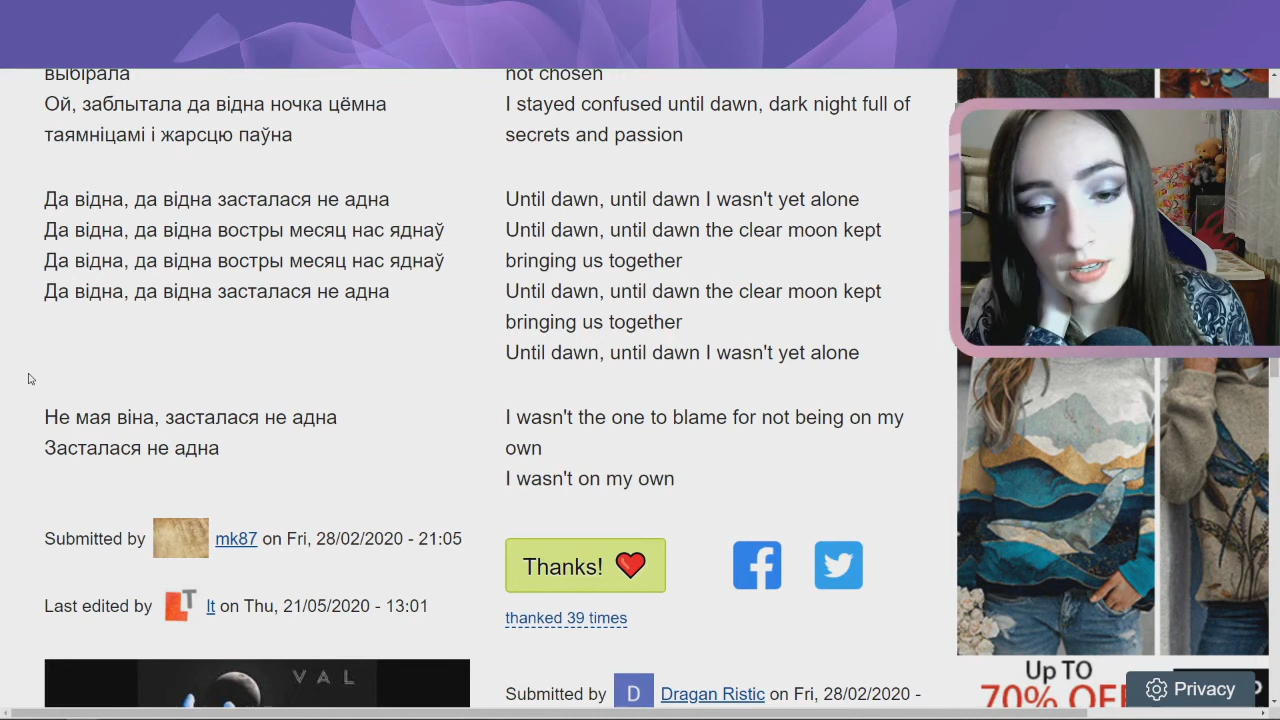 выбірала
Ой, заблытала да відна ночка цёмна
таямніцамі і жарсцю паўна
Да відна, да відна засталася не адна
Да відна, да відна востры месяц нас яднаў
Да відна, да відна востры месяц нас яднаў
Да відна, да відна засталася не адна
Не мая віна, засталася не адна
Засталася не адна
Submitted by mk87 on Fri, 28/02/2020 - 21:05
Last edited by LT lt on Thu, 21/05/2020 - 13:01
VAL
not chosen
I stayed confused until dawn, dark night full of
secrets and passion
Until dawn, until dawn I wasn't yet alone
Until dawn, until dawn the clear moon kept
bringing us together
Until dawn, until dawn the clear moon kept
bringing us together
Until dawn, until dawn I wasn't yet alone
I wasn't the one to blame for not being on my
own
I wasn't on my own
Thanks!
thanked 39 times
Submitted by D Dragan Ristic on Fri, 28/02/2020 -
Up TO
70%
Privacy